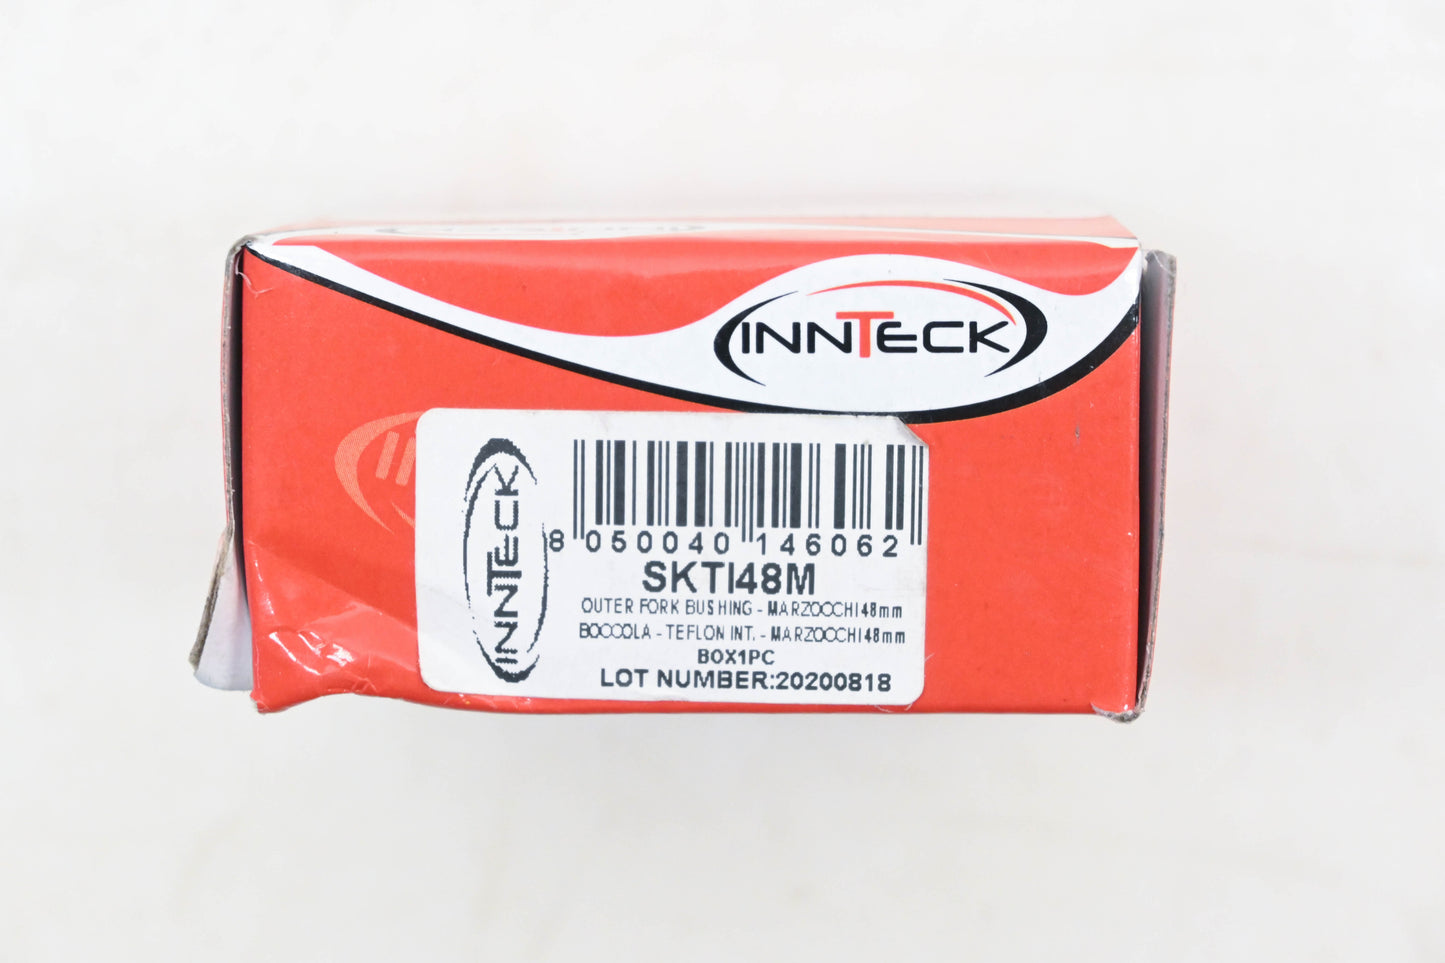 INNTECK
INNTECK
8 050040 146062
SKTI48M
OUTER FORK BUSHING - MARZOCCHI 48mm
BOCCOLA - TEFLON INT. - MARZOCCHI 48mm
BOX1PC
LOT NUMBER:20200818